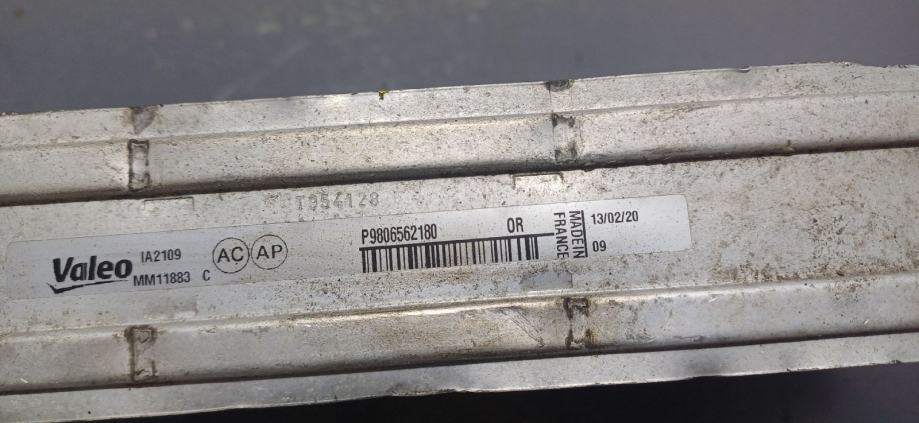 T954128
Valeo
IA2109
MM11883 C
AC AP
P9806562180 OR
MADE IN
FRANCE
13/02/20
09